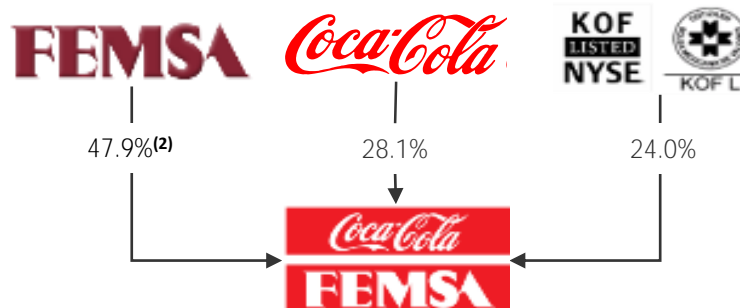 FEMSA
Coca-Cola
KOF
LISTED
NYSE
KOF L
47.9%(2)
28.1%
24.0%
Coca-Cola
FEMSA